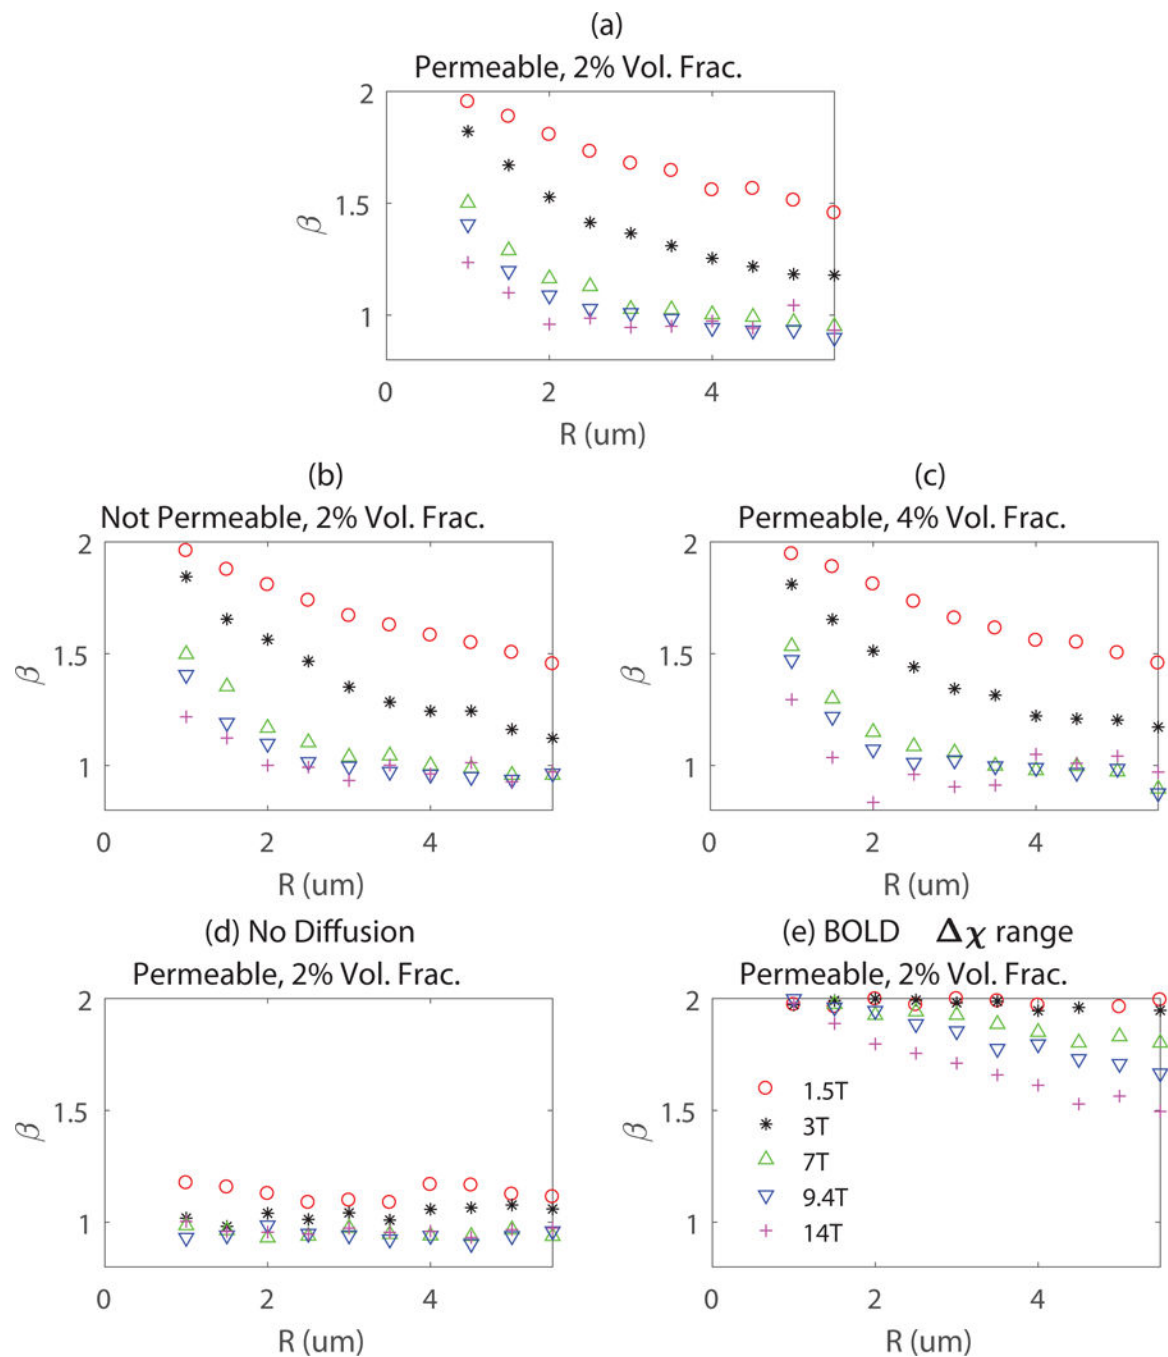 (a)
Permeable, 2% Vol. Frac.
2
1.5
1
β
0 2 4
R (um)
(b)
Not Permeable, 2% Vol. Frac.
2
1.5
1
β
0 2 4
R (um)
(c)
Permeable, 4% Vol. Frac.
2
1.5
1
β
0 2 4
R (um)
(d) No Diffusion
Permeable, 2% Vol. Frac.
2
1.5
1
β
0 2 4
R (um)
(e) BOLD Δχ range
Permeable, 2% Vol. Frac.
2
1.5
1
β
1.5T
3T
7T
9.4T
14T
0 2 4
R (um)